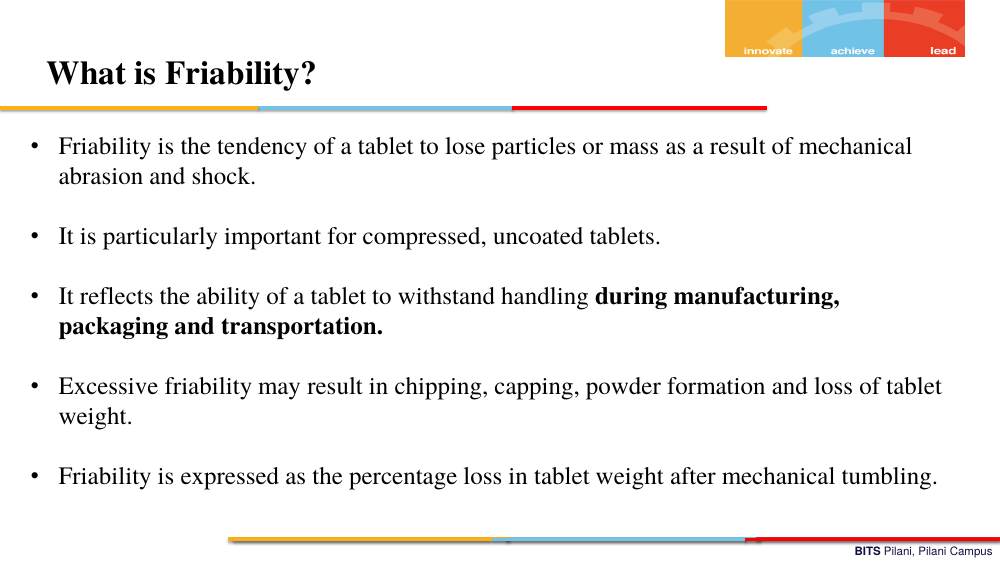 innovate achieve lead
What is Friability?
• Friability is the tendency of a tablet to lose particles or mass as a result of mechanical
abrasion and shock.
• It is particularly important for compressed, uncoated tablets.
• It reflects the ability of a tablet to withstand handling during manufacturing,
packaging and transportation.
• Excessive friability may result in chipping, capping, powder formation and loss of tablet
weight.
• Friability is expressed as the percentage loss in tablet weight after mechanical tumbling.
BITS Pilani, Pilani Campus